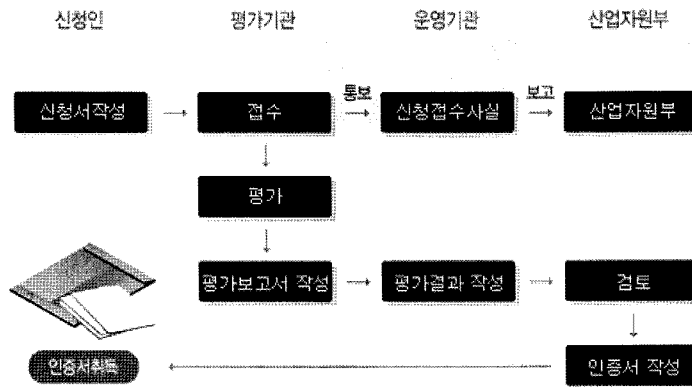 신청인 평가기관 운영기관 산업자원부
신청서작성 접수 통보 신청접수사실 보고 산업자원부
평가
평가보고서 작성 평가결과 작성 검토
인증서취득 인증서 작성